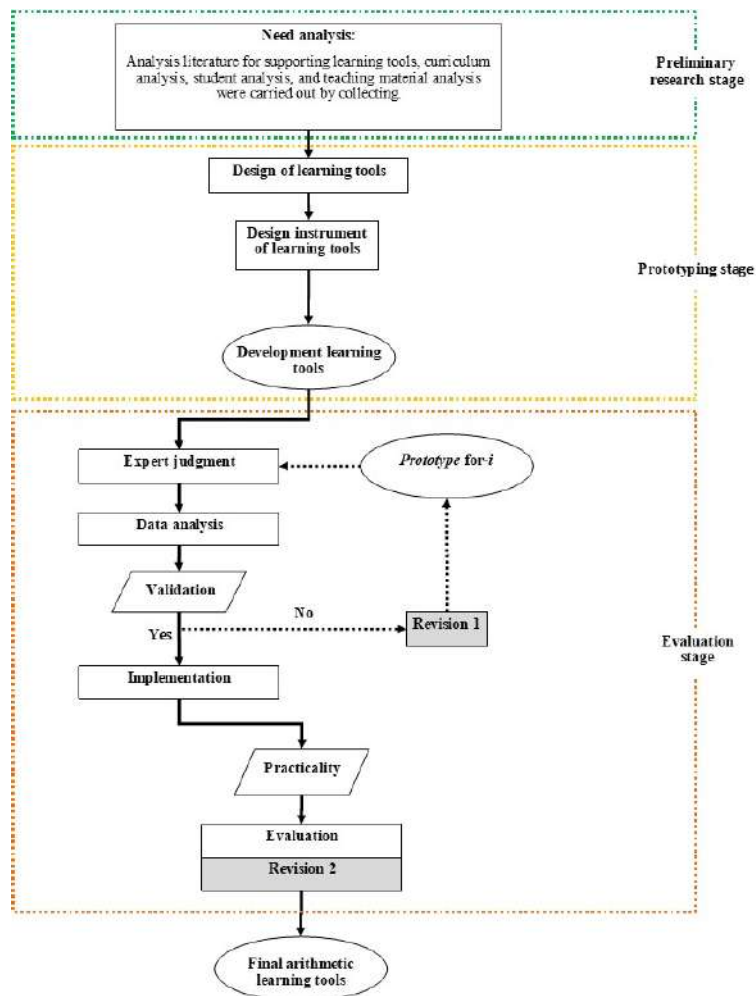 Need analysis:
Analysis literature for supporting learning tools, curriculum
analysis, student analysis, and teaching material analysis
were carried out by collecting.
Preliminary
research stage
Design of learning tools
Design instrument
of learning tools
Prototyping stage
Development learning
tools
Expert judgment
Prototype for-i
Data analysis
Validation
No
Yes
Revision 1
Evaluation
stage
Implementation
Practicality
Evaluation
Revision 2
Final arithmetic
learning tools